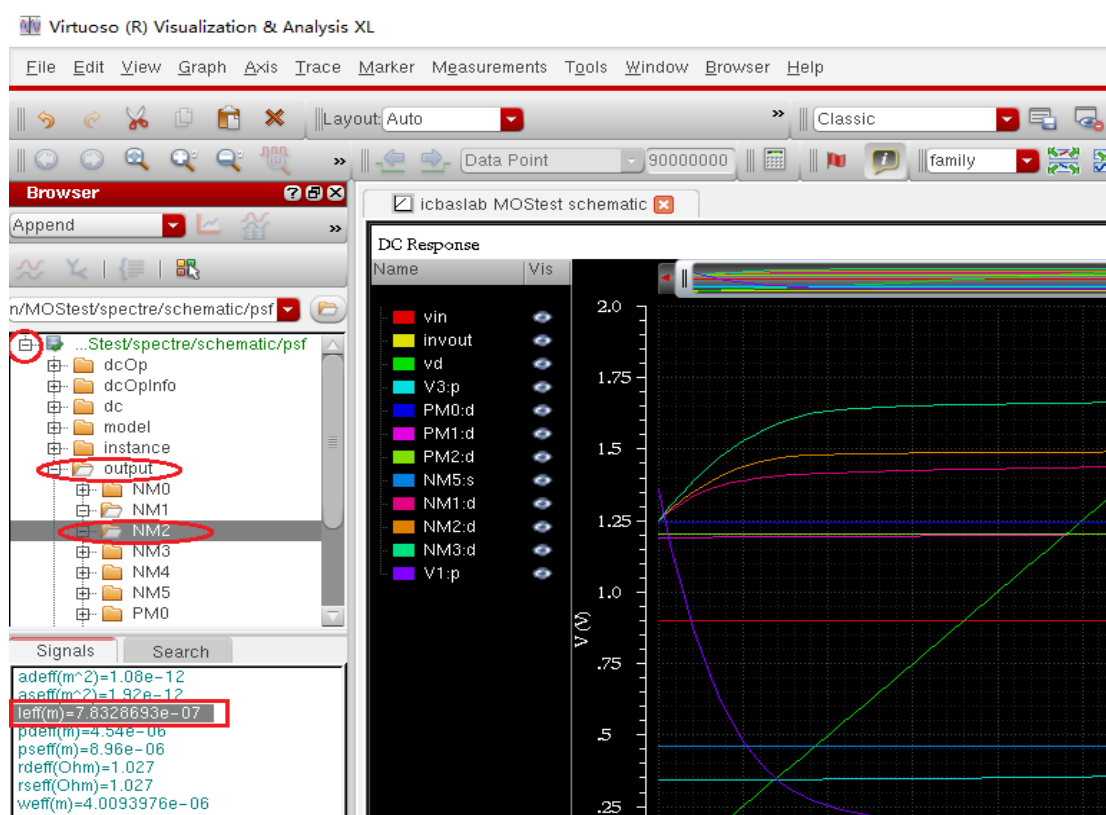 Virtuoso (R) Visualization & Analysis XL
File Edit View Graph Axis Trace Marker Measurements Tools Window Browser Help
Layout: Auto » Classic
» Data Point 90000000 family
Browser
icbaslab MOStest schematic
Append »
DC Response
Name Vis
n/MOStest/spectre/schematic/psf
...Stest/spectre/schematic/psf
dcOp
dcOpInfo
dc
model
instance
output
NM0
NM1
NM2
NM3
NM4
NM5
PM0
Signals Search
adeff(m^2)=1.08e-12
aseff(m^2)=1.92e-12
leff(m)=7.8328693e-07
pdeff(m)=4.54e-06
pseff(m)=8.96e-06
rdeff(Ohm)=1.027
rseff(Ohm)=1.027
weff(m)=4.0093976e-06
vin
invout
vd
V3:p
PM0:d
PM1:d
PM2:d
NM5:s
NM1:d
NM2:d
NM3:d
V1:p
2.0
1.75
1.5
1.25
1.0
V (V)
.75
.5
.25